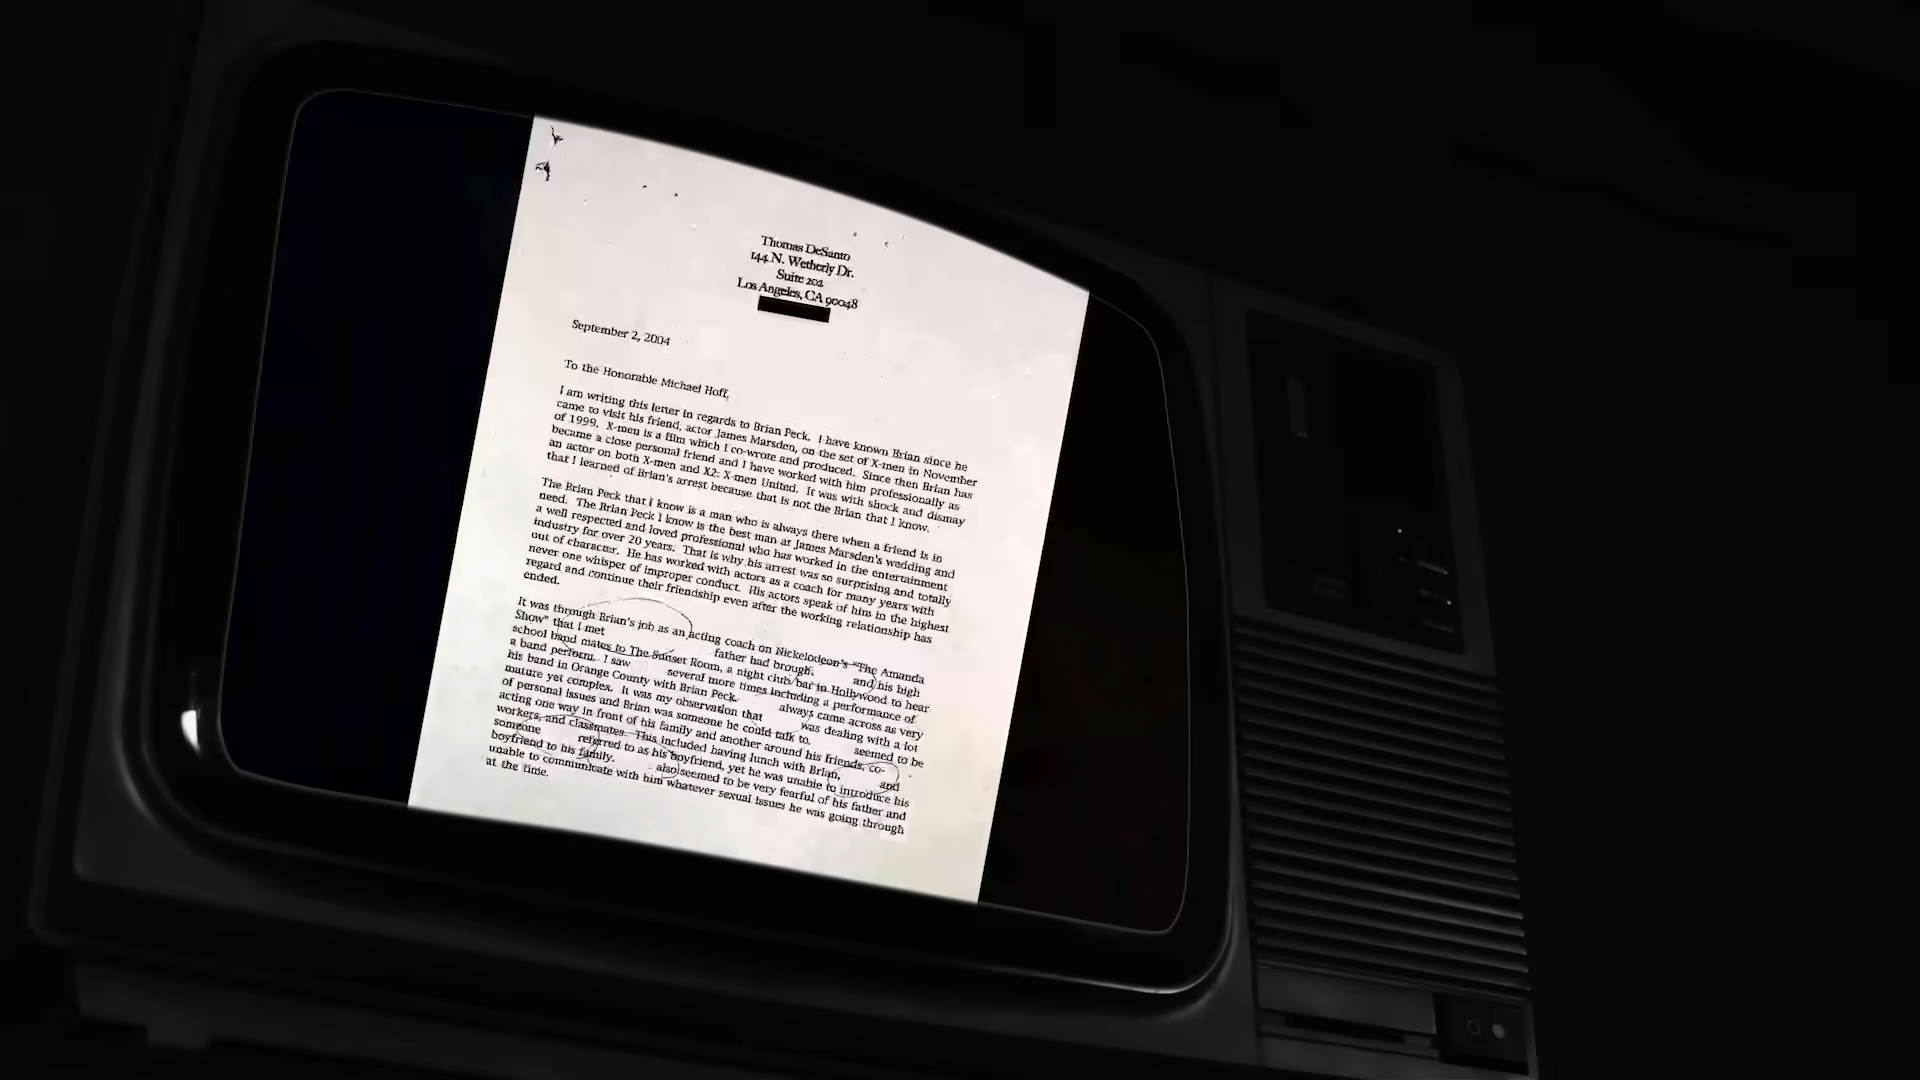 Thomas DeSanto
144 N. Wetherly Dr.
Suite 202
Los Angeles, CA 90048
September 2, 2004
To the Honorable Michael Hoff,
I am writing this letter in regards to Brian Peck. I have known Brian since he
came to visit his friend, actor James Marsden, on the set of X-men in November
of 1999. X-men is a film which I co-wrote and produced. Since then Brian has
became a close personal friend and I have worked with him professionally as
an actor on both X-men and X2: X-men United. It was with shock and dismay
that I learned of Brian's arrest because that is not the Brian that I know.
The Brian Peck that I know is a man who is always there when a friend is in
need. The Brian Peck I know is the best man at James Marsden's wedding and
a well respected and loved professional who has worked in the entertainment
industry for over 20 years. That is why his arrest was so surprising and totally
out of character. He has worked with actors as a coach for many years with
never one whisper of improper conduct. His actors speak of him in the highest
regard and continue their friendship even after the working relationship has
ended.
It was through Brian's job as an acting coach on Nickelodeon's "The Amanda
Show" that I met father had brough. and his high
school band mates to The Sunset Room, a night club/bar in Hollywood to hear
a band perform. I saw several more times including a performance of
his band in Orange County with Brian Peck. always came across as very
mature yet complex. It was my observation that was dealing with a lot
of personal issues and Brian was someone he could talk to. seemed to be
acting one way in front of his family and another around his friends, co-
workers, and classmates. This included having lunch with Brian, and
someone referred to as his boyfriend, yet he was unable to introduce his
boyfriend to his family. also seemed to be very fearful of his father and
unable to communicate with him whatever sexual issues he was going through
at the time.